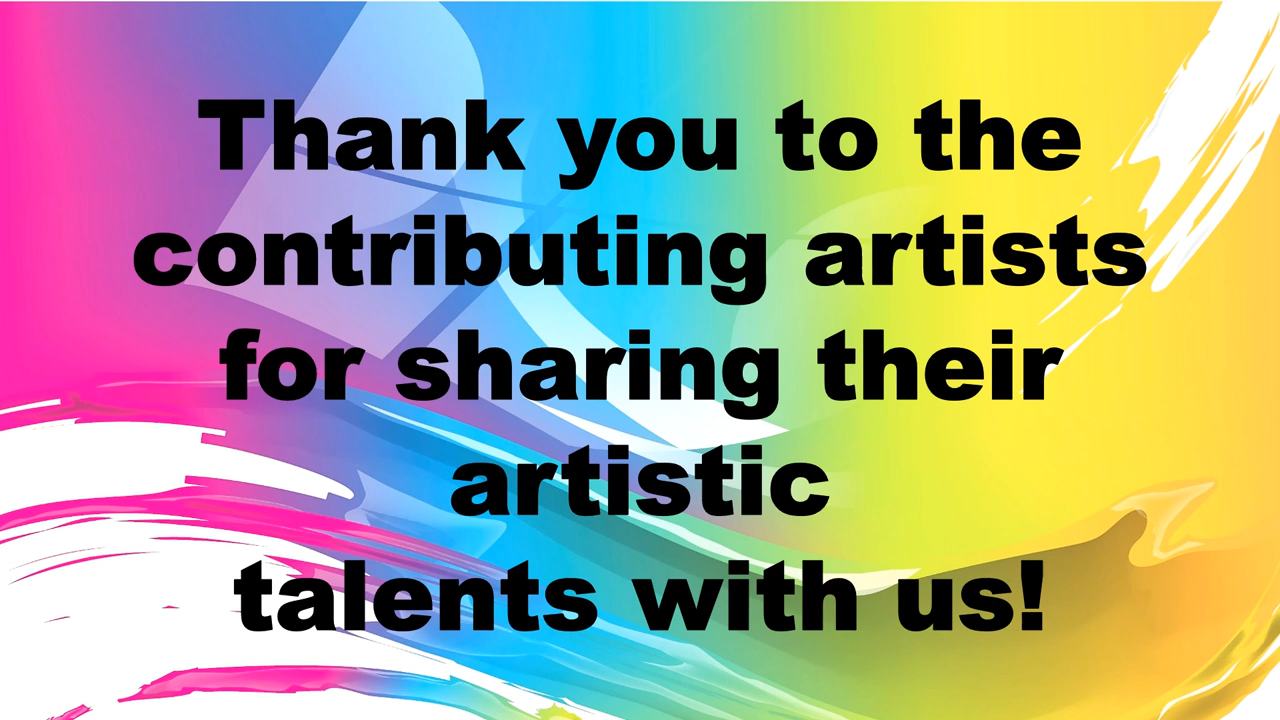 Thank you to the
contributing artists
for sharing their
artistic
talents with us!